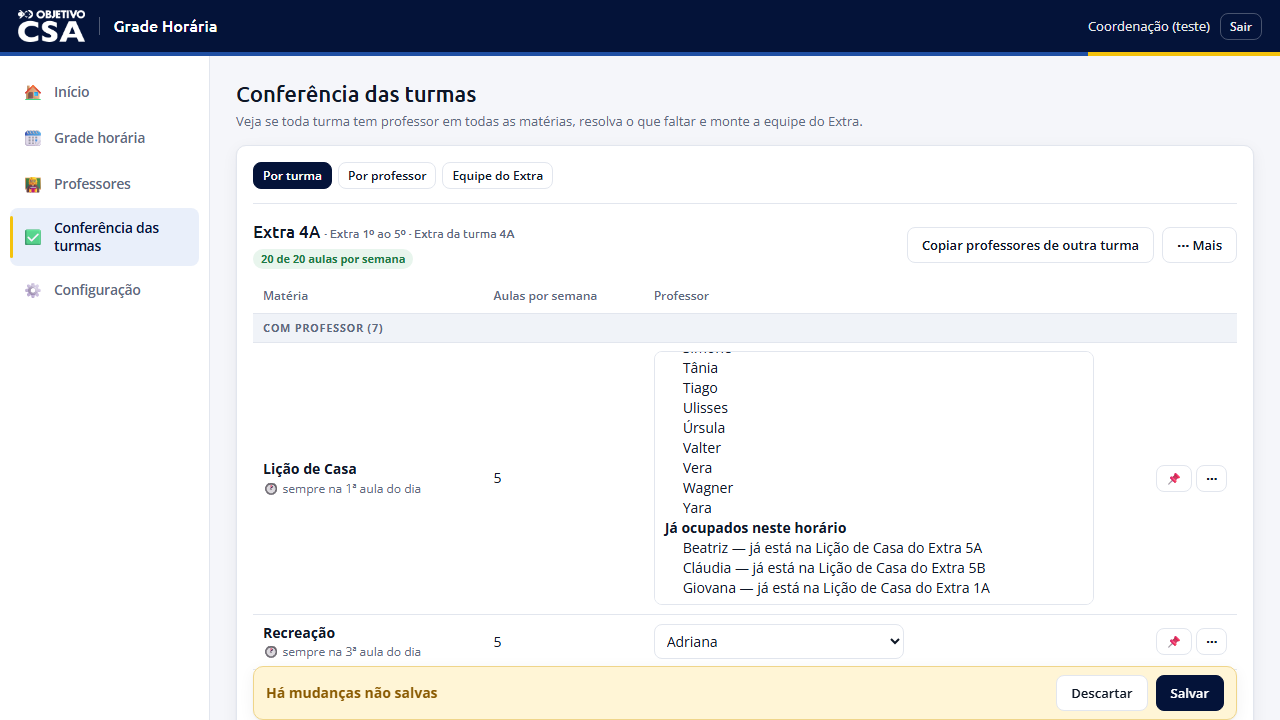 OBJETIVO
CSA
Grade Horária
Coordenação (teste)
Sair
Início
Grade horária
Professores
Conferência das
turmas
Configuração
Conferência das turmas
Veja se toda turma tem professor em todas as matérias, resolva o que faltar e monte a equipe do Extra.
Por turma
Por professor
Equipe do Extra
Extra 4A · Extra 1º ao 5º · Extra da turma 4A
20 de 20 aulas por semana
Copiar professores de outra turma
··· Mais
Matéria
Aulas por semana
Professor
COM PROFESSOR (7)
Tânia
Tiago
Ulisses
Úrsula
Valter
Vera
Wagner
Yara
Já ocupados neste horário
Beatriz — já está na Lição de Casa do Extra 5A
Cláudia — já está na Lição de Casa do Extra 5B
Giovana — já está na Lição de Casa do Extra 1A
Lição de Casa
sempre na 1ª aula do dia
5
···
Recreação
sempre na 3ª aula do dia
5
Adriana
···
Há mudanças não salvas
Descartar
Salvar